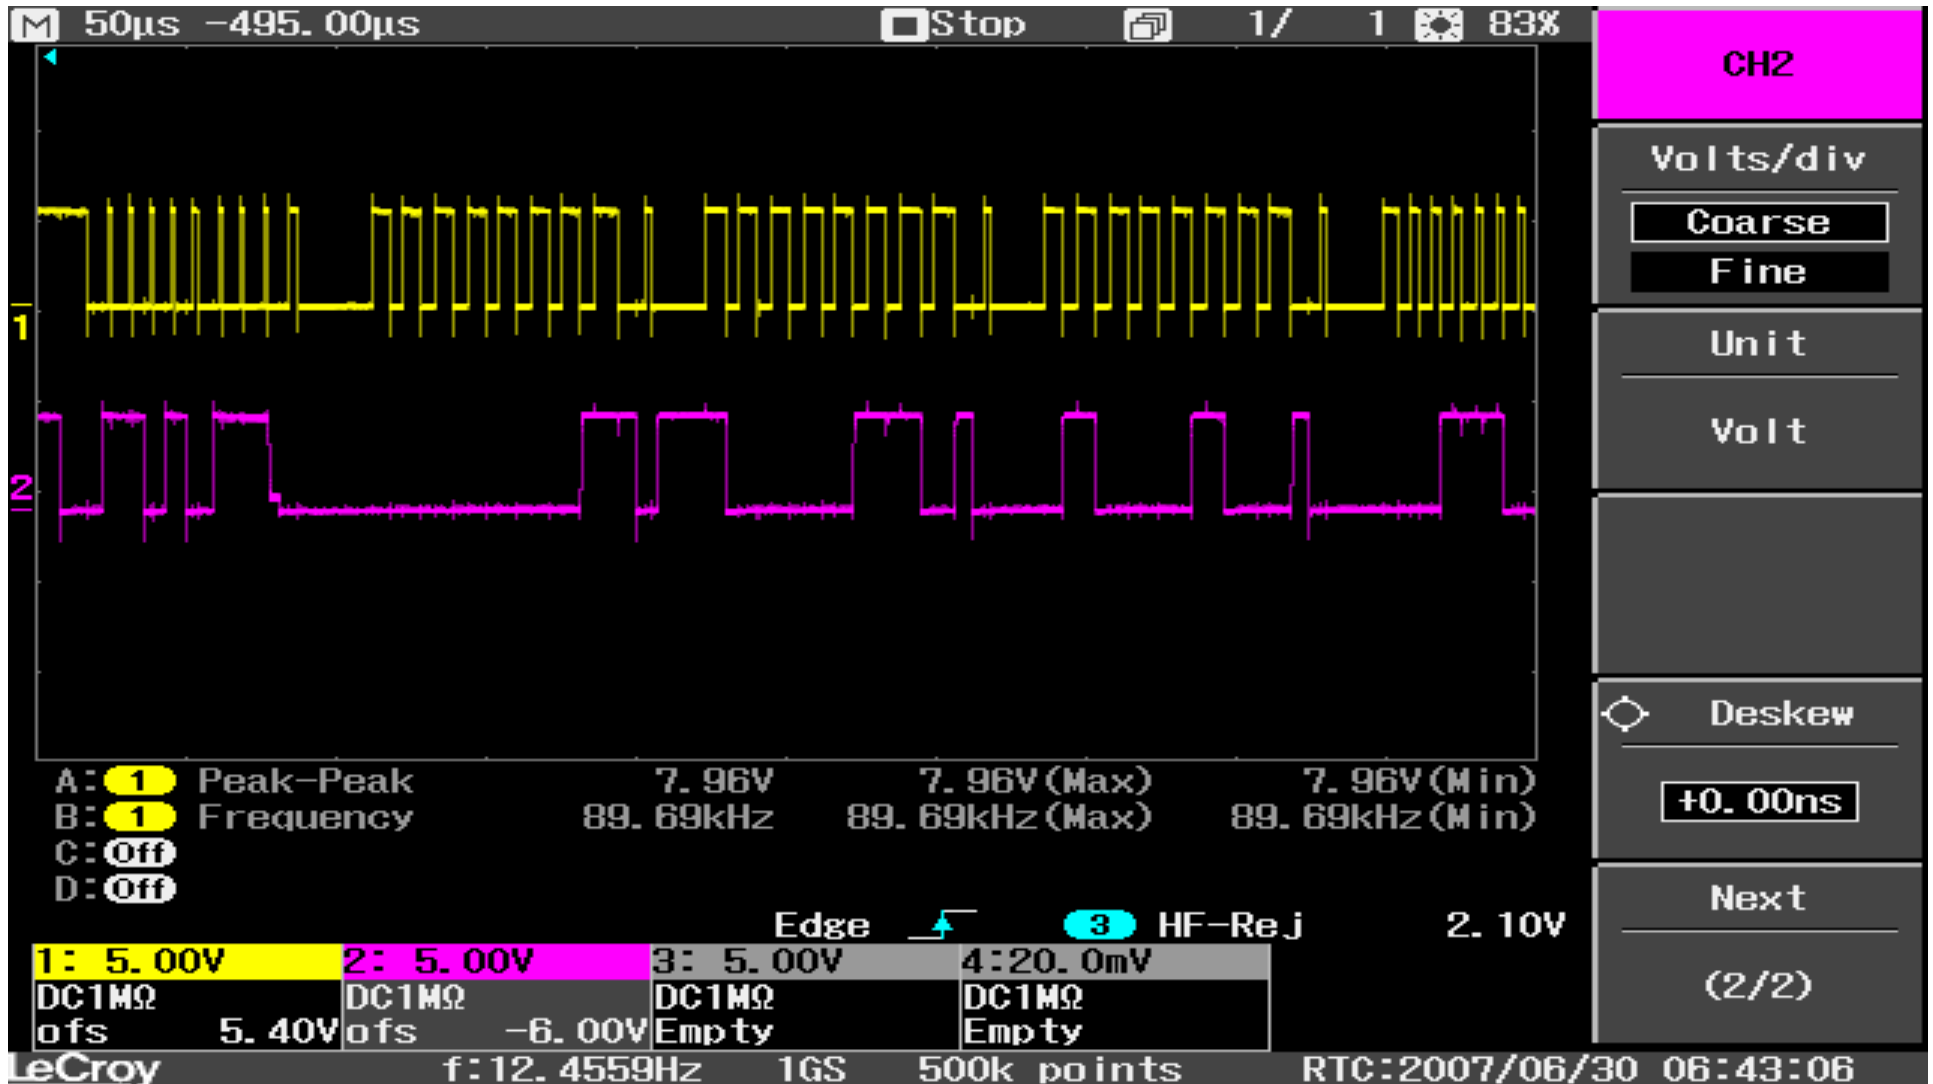 M 50µs -495.00µs Stop 1/ 1 83%
CH2
Volts/div
Coarse
Fine
Unit
Volt
Deskew
+0.00ns
Next
(2/2)
1
2
A: 1 Peak-Peak 7.96V 7.96V(Max) 7.96V(Min)
B: 1 Frequency 89.69kHz 89.69kHz(Max) 89.69kHz(Min)
C: Off
D: Off
Edge 3 HF-Rej 2.10V
1: 5.00V 2: 5.00V 3: 5.00V 4:20.0mV
DC1MΩ DC1MΩ DC1MΩ DC1MΩ
ofs 5.40V ofs -6.00V Empty Empty
LeCroy f:12.4559Hz 1GS 500k points RTC:2007/06/30 06:43:06